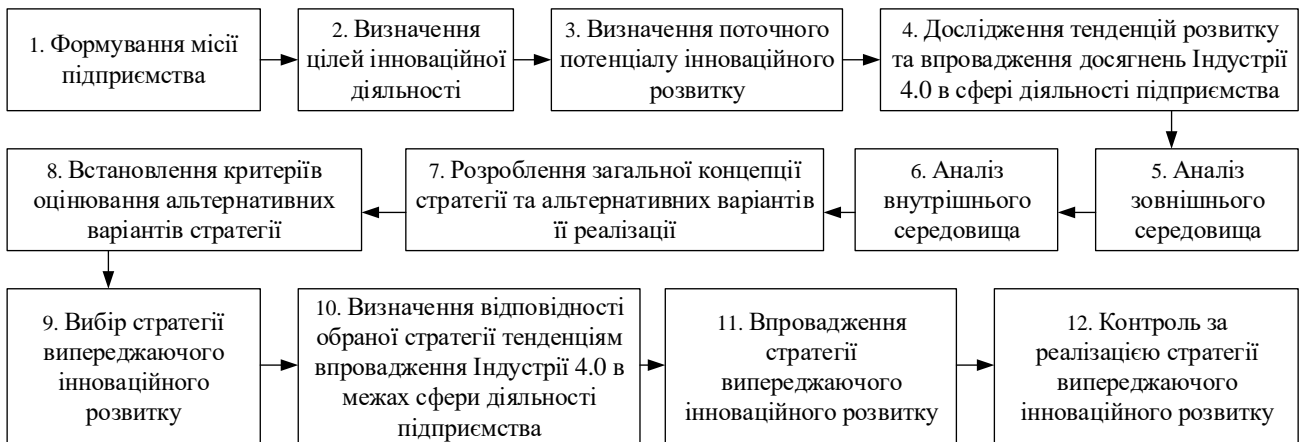 1. Формування місії
підприємства
2. Визначення
цілей інноваційної
діяльності
3. Визначення поточного
потенціалу інноваційного
розвитку
4. Дослідження тенденцій розвитку
та впровадження досягнень Індустрії
4.0 в сфері діяльності підприємства
5. Аналіз
зовнішнього
середовища
6. Аналіз
внутрішнього
середовища
7. Розроблення загальної концепції
стратегії та альтернативних варіантів
її реалізації
8. Встановлення критеріїв
оцінювання альтернативних
варіантів стратегії
9. Вибір стратегії
випереджаючого
інноваційного
розвитку
10. Визначення відповідності
обраної стратегії тенденціям
впровадження Індустрії 4.0 в
межах сфери діяльності
підприємства
11. Впровадження
стратегії
випереджаючого
інноваційного розвитку
12. Контроль за
реалізацією стратегії
випереджаючого
інноваційного розвитку